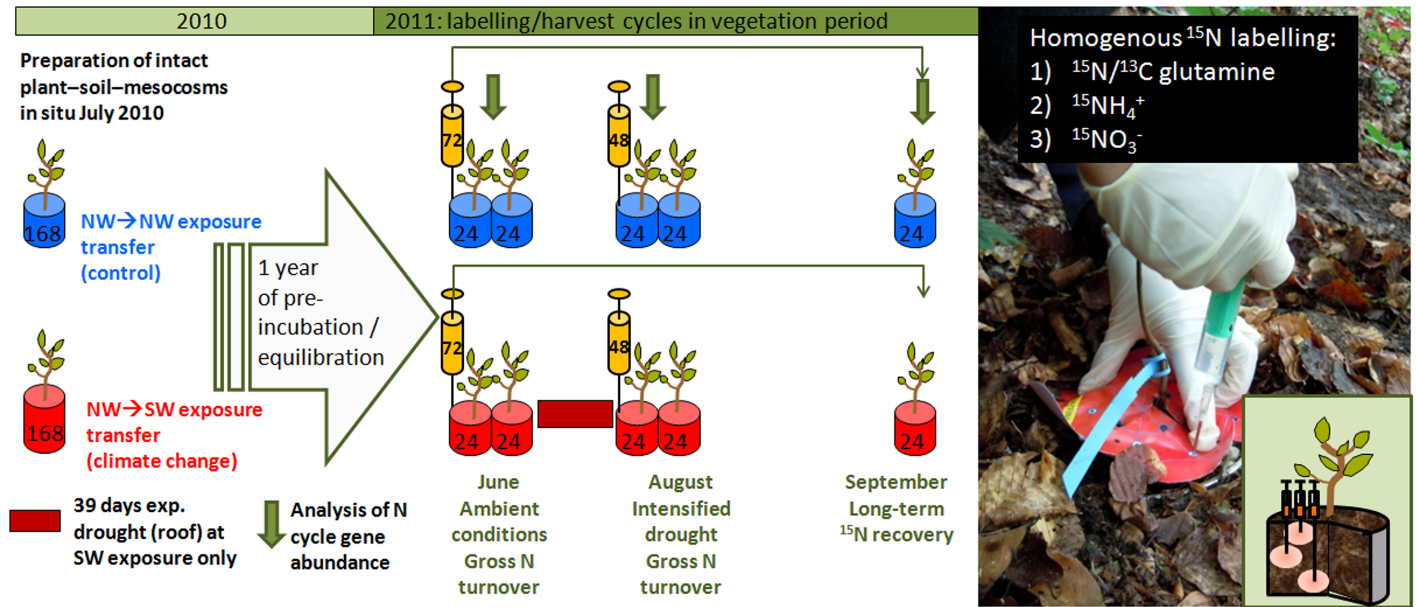 2010
2011: labelling/harvest cycles in vegetation period
Preparation of intact
plant–soil–mesocosms
in situ July 2010
168
NW→NW exposure
transfer
(control)
168
NW→SW exposure
transfer
(climate change)
1 year
of pre-
incubation /
equilibration
72
24 24
48
24 24
24
72
24 24
48
24 24
24
39 days exp.
drought (roof) at
SW exposure only
Analysis of N
cycle gene
abundance
June
Ambient
conditions
Gross N
turnover
August
Intensified
drought
Gross N
turnover
September
Long-term
¹⁵N recovery
Homogenous ¹⁵N labelling:
1) ¹⁵N/¹³C glutamine
2) ¹⁵NH₄⁺
3) ¹⁵NO₃⁻